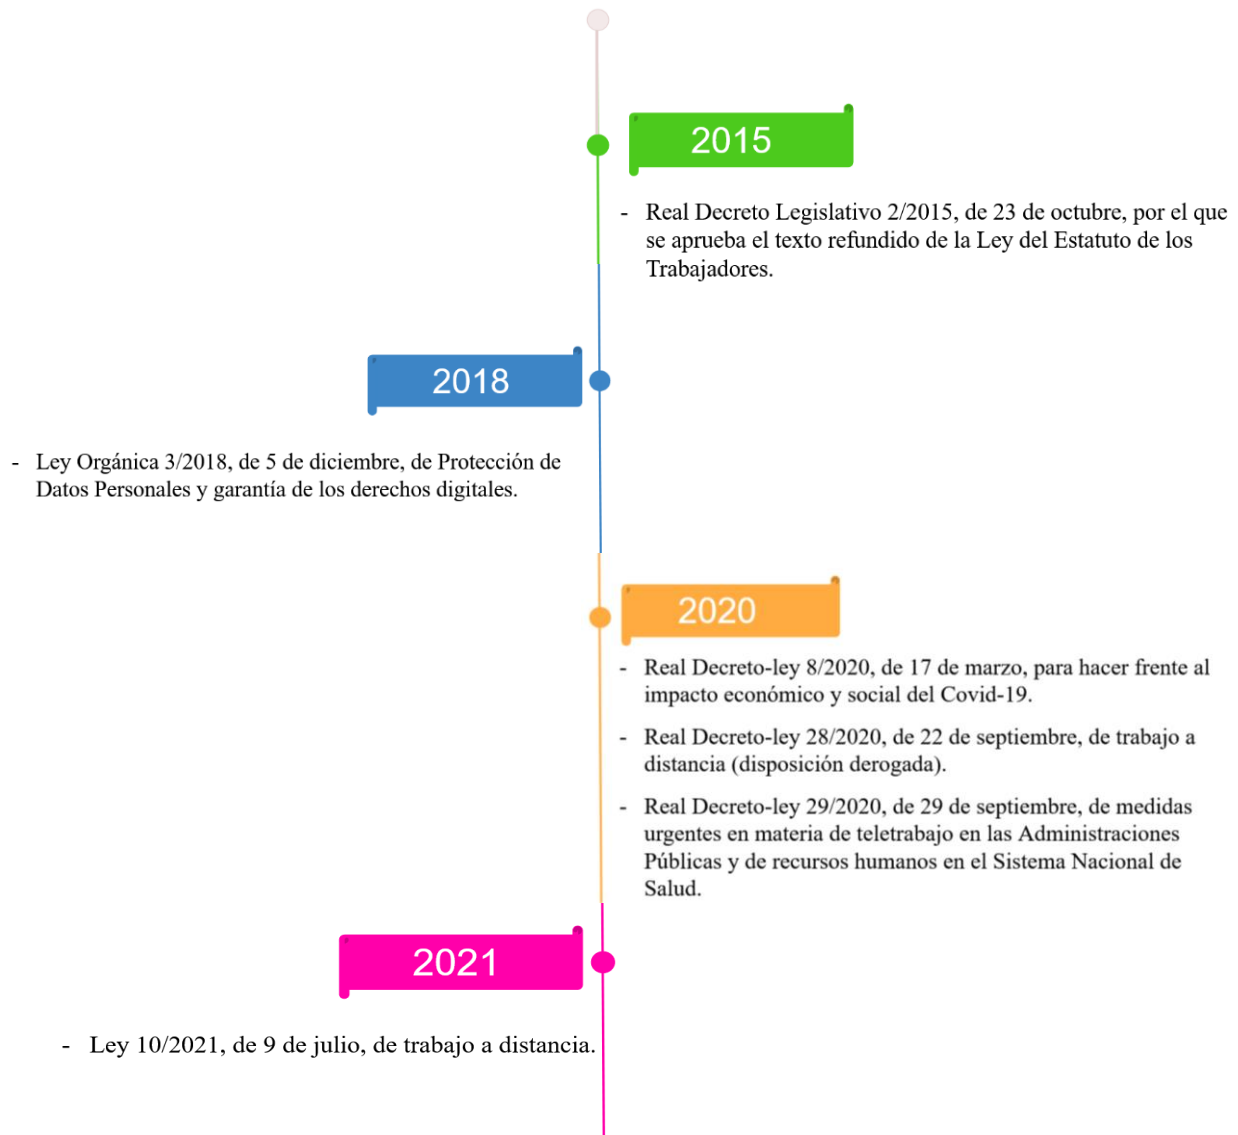 2015
- Real Decreto Legislativo 2/2015, de 23 de octubre, por el que
se aprueba el texto refundido de la Ley del Estatuto de los
Trabajadores.
2018
- Ley Orgánica 3/2018, de 5 de diciembre, de Protección de
Datos Personales y garantía de los derechos digitales.
2020
- Real Decreto-ley 8/2020, de 17 de marzo, para hacer frente al
impacto económico y social del Covid-19.
- Real Decreto-ley 28/2020, de 22 de septiembre, de trabajo a
distancia (disposición derogada).
- Real Decreto-ley 29/2020, de 29 de septiembre, de medidas
urgentes en materia de teletrabajo en las Administraciones
Públicas y de recursos humanos en el Sistema Nacional de
Salud.
2021
- Ley 10/2021, de 9 de julio, de trabajo a distancia.